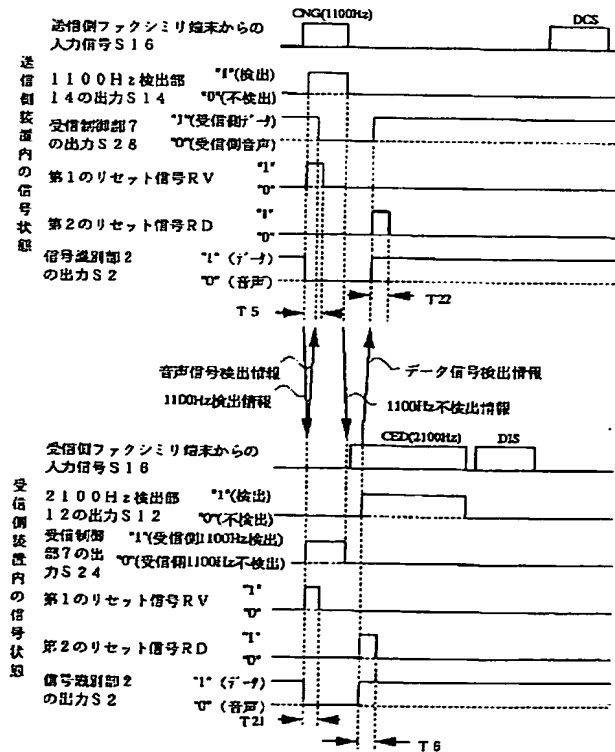 CNG(1100Hz)
DCS
送信側ファクシミリ端末からの
入力信号S16
送信側装置内の信号状態
1100Hz検出部
14の出力S14
"1"(検出)
"0"(不検出)
受信制御部7
の出力S28
"1"(受信側データ)
"0"(受信側音声)
第1のリセット信号RV
"1"
"0"
第2のリセット信号RD
"1"
"0"
信号識別部2
の出力S2
"1"(データ)
"0"(音声)
T5
T22
音声信号検出情報
1100Hz検出情報
データ信号検出情報
1100Hz不検出情報
CED(2100Hz)
DIS
受信側ファクシミリ端末からの
入力信号S16
受信側装置内の信号状態
2100Hz検出部
12の出力S12
"1"(検出)
"0"(不検出)
受信制御
部7の出
力S24
"1"(受信側1100Hz検出)
"0"(受信側1100Hz不検出)
第1のリセット信号RV
"1"
"0"
第2のリセット信号RD
"1"
"0"
信号識別部2
の出力S2
"1"(データ)
"0"(音声)
T21
T6